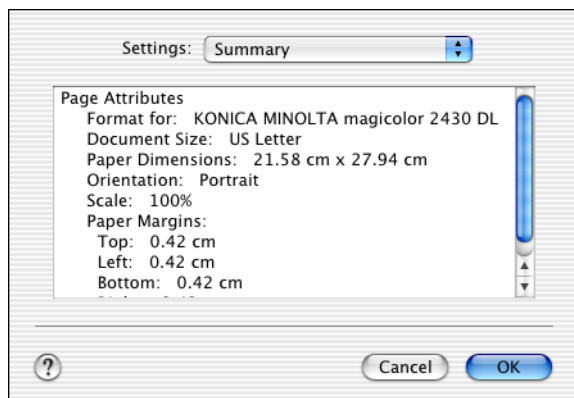 Settings: Summary
Page Attributes
Format for: KONICA MINOLTA magicolor 2430 DL
Document Size: US Letter
Paper Dimensions: 21.58 cm x 27.94 cm
Orientation: Portrait
Scale: 100%
Paper Margins:
Top: 0.42 cm
Left: 0.42 cm
Bottom: 0.42 cm
? Cancel OK